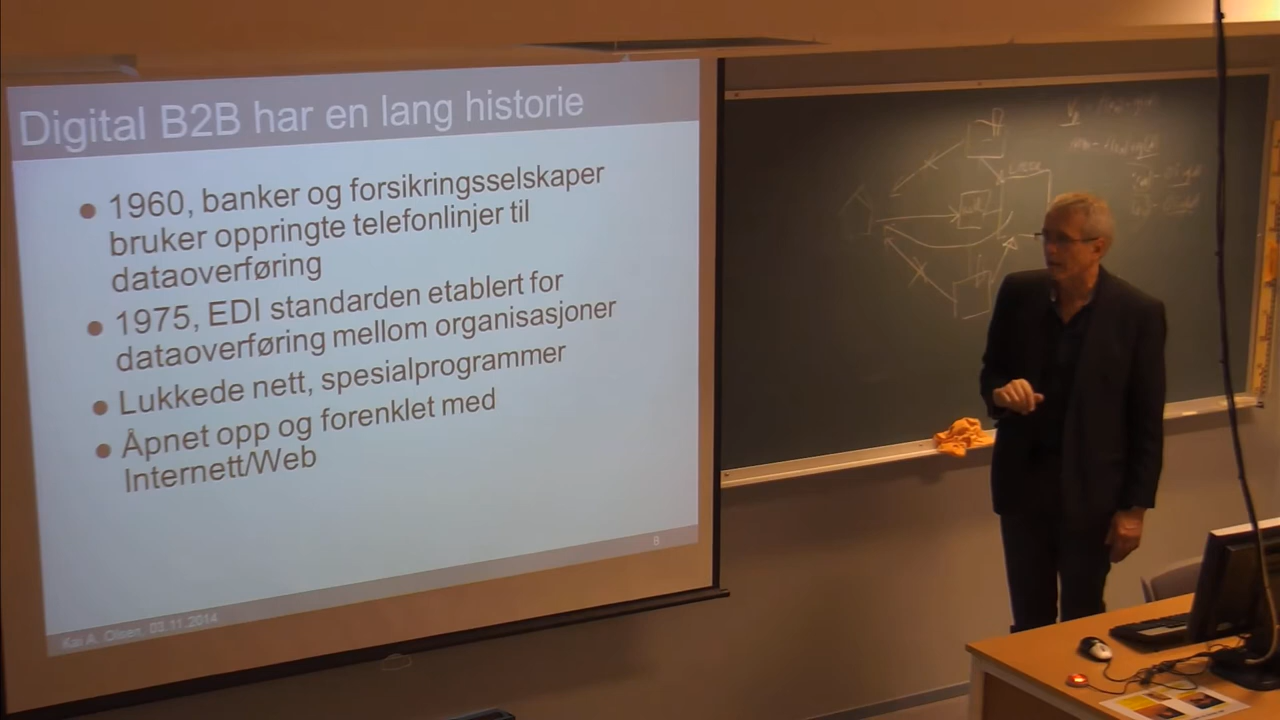 Digital B2B har en lang historie
• 1960, banker og forsikringsselskaper
bruker oppringte telefonlinjer til
dataoverføring
• 1975, EDI standarden etablert for
dataoverføring mellom organisasjoner
• Lukkede nett, spesialprogrammer
• Åpnet opp og forenklet med
Internett/Web
8
Kai A. Olsen, 03.11.2014